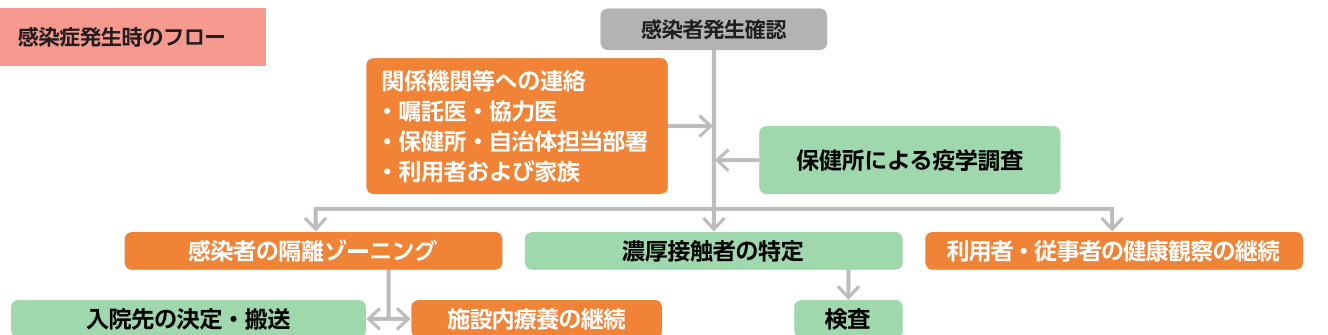 感染症発生時のフロー
感染者発生確認
関係機関等への連絡
・嘱託医・協力医
・保健所・自治体担当部署
・利用者および家族
保健所による疫学調査
感染者の隔離ゾーニング
濃厚接触者の特定
利用者・従事者の健康観察の継続
入院先の決定・搬送
施設内療養の継続
検査